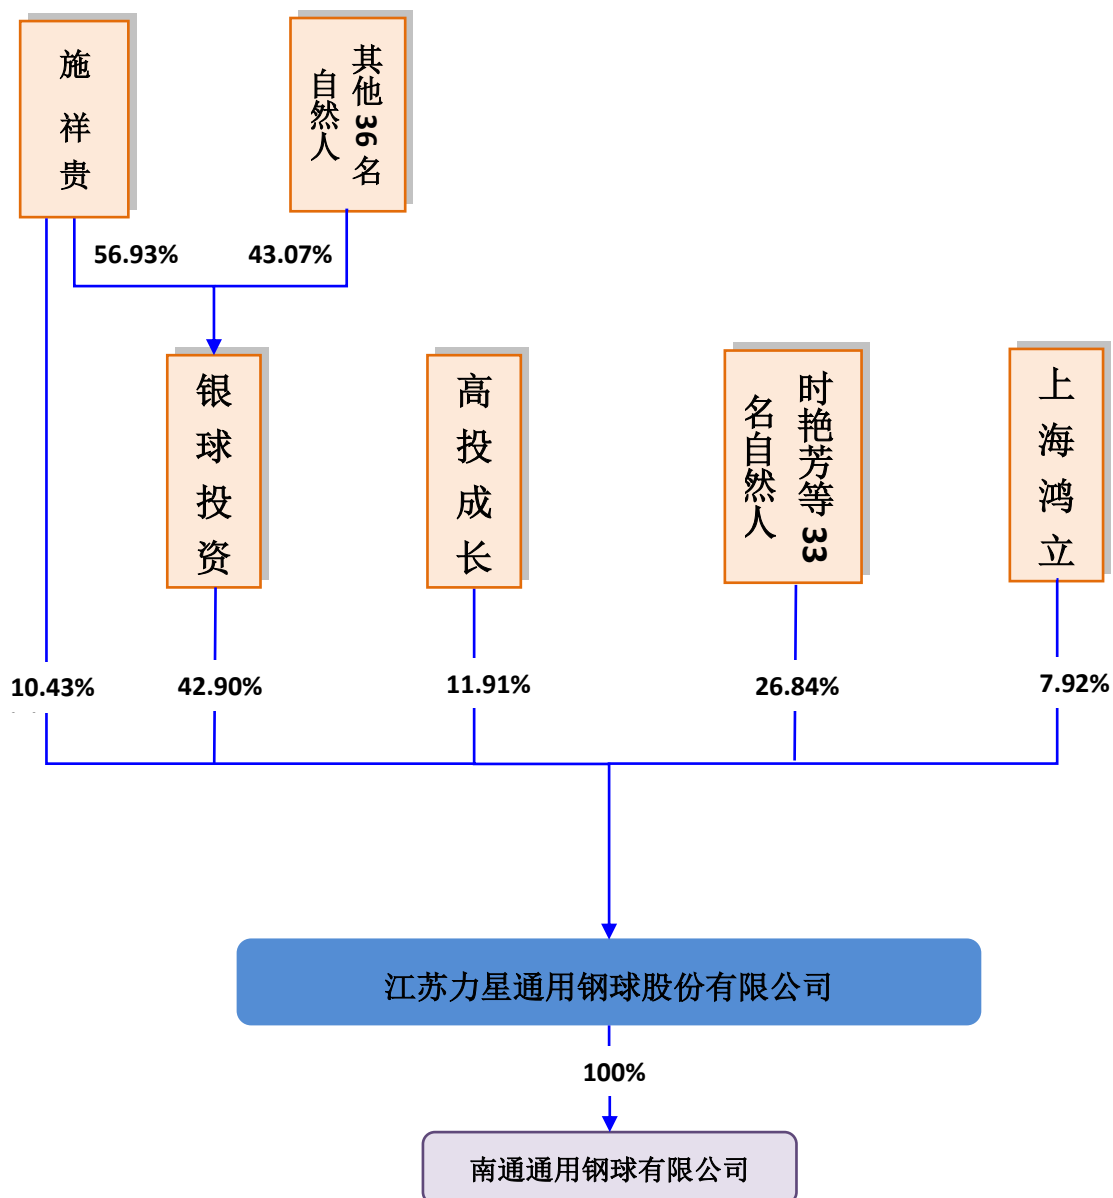 施祥贵
其他36名
自然人
56.93%
43.07%
银球投资
高投成长
时艳芳等33
名自然人
上海鸿立
10.43%
42.90%
11.91%
26.84%
7.92%
江苏力星通用钢球股份有限公司
100%
南通通用钢球有限公司